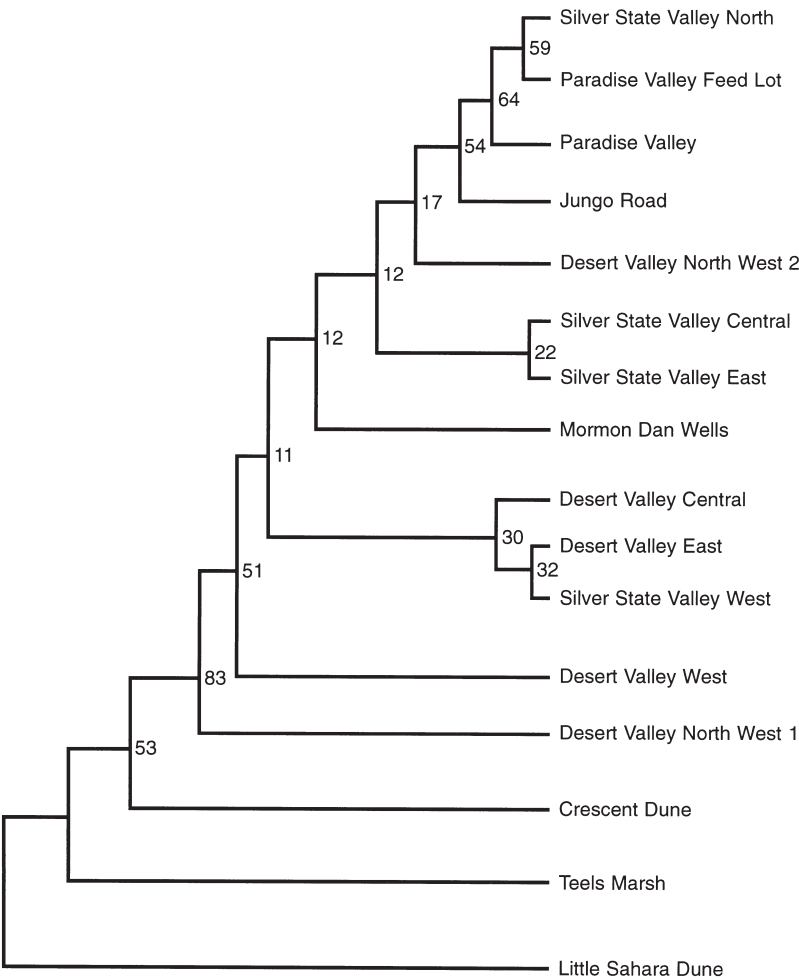 Silver State Valley North
59
Paradise Valley Feed Lot
64
Paradise Valley
54
Jungo Road
17
Desert Valley North West 2
12
Silver State Valley Central
12
22
Silver State Valley East
Mormon Dan Wells
11
Desert Valley Central
30
Desert Valley East
51
32
Silver State Valley West
Desert Valley West
83
Desert Valley North West 1
53
Crescent Dune
Teels Marsh
Little Sahara Dune